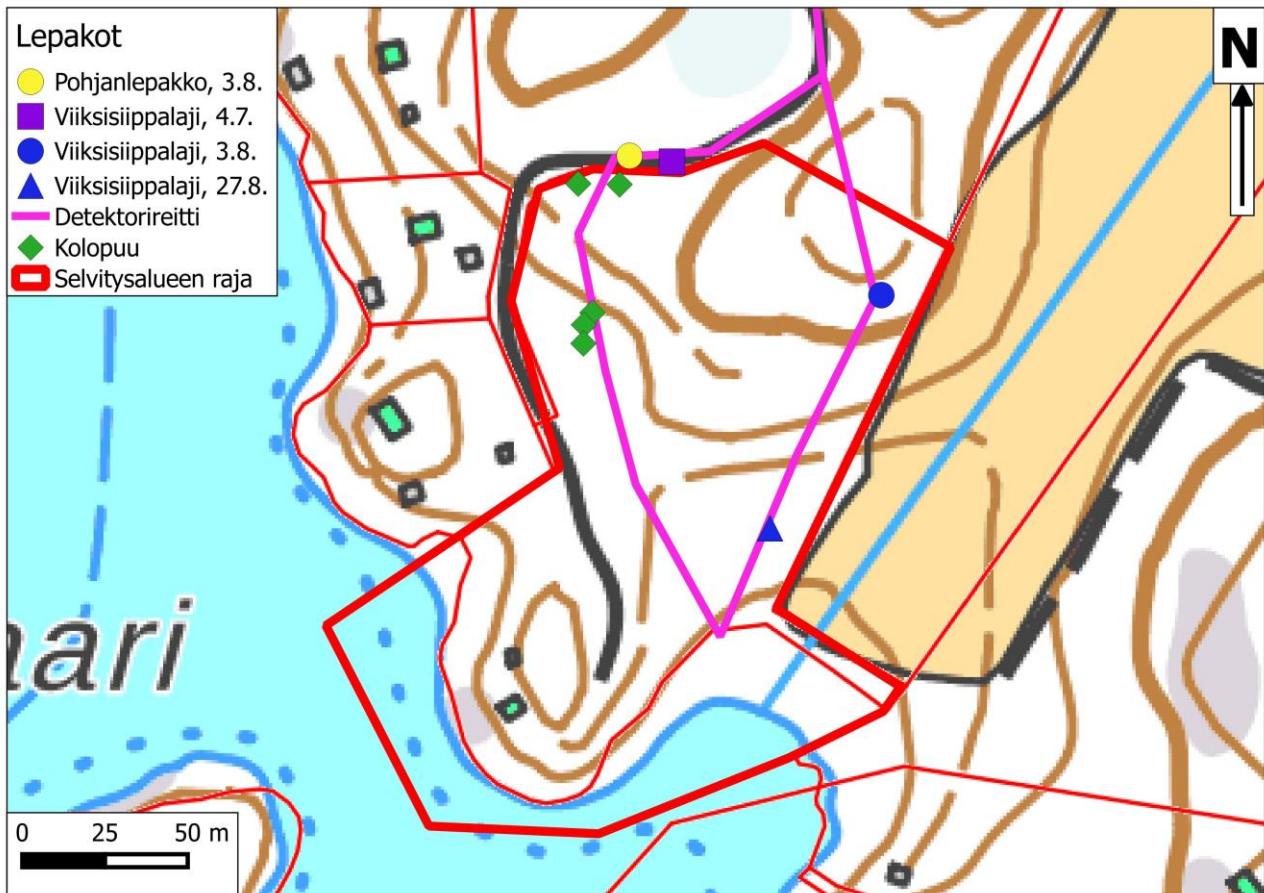 Lepakot
Pohjanlepakko, 3.8.
Viiksisiippalaji, 4.7.
Viiksisiippalaji, 3.8.
Viiksisiippalaji, 27.8.
Detektorireitti
Kolopuu
Selvitysalueen raja
N
aari
0 25 50 m